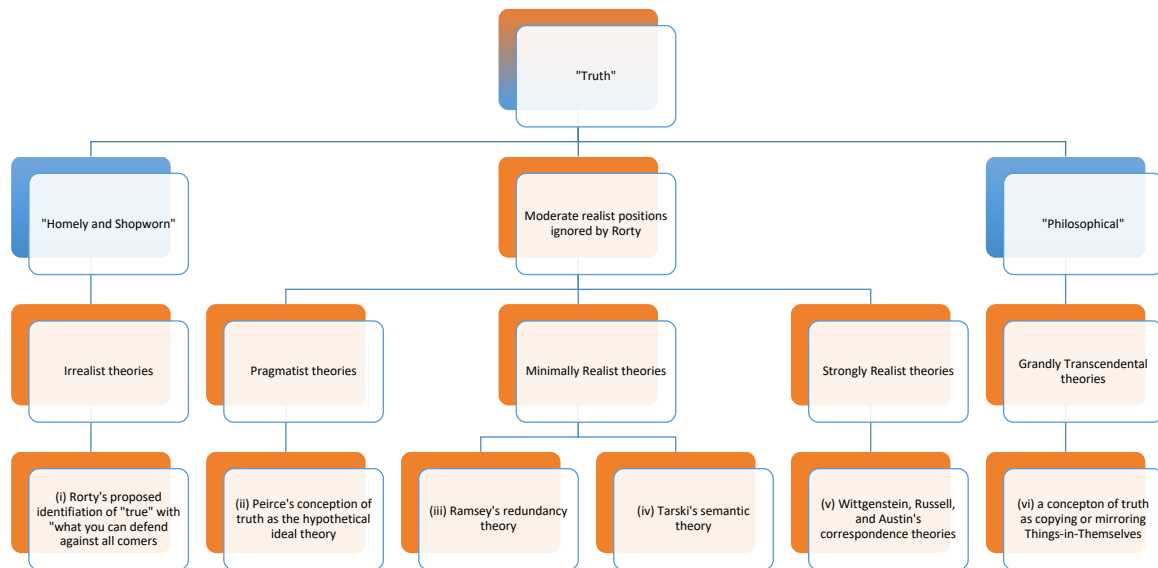 "Truth"
"Homely and Shopworn"
Moderate realist positions
ignored by Rorty
"Philosophical"
Irrealist theories
Pragmatist theories
Minimally Realist theories
Strongly Realist theories
Grandly Transcendental
theories
(i) Rorty's proposed
identifiation of "true" with
"what you can defend
against all comers
(ii) Peirce's conception of
truth as the hypothetical
ideal theory
(iii) Ramsey's redundancy
theory
(iv) Tarski's semantic
theory
(v) Wittgenstein, Russell,
and Austin's
correspondence theories
(vi) a concepton of truth
as copying or mirroring
Things-in-Themselves